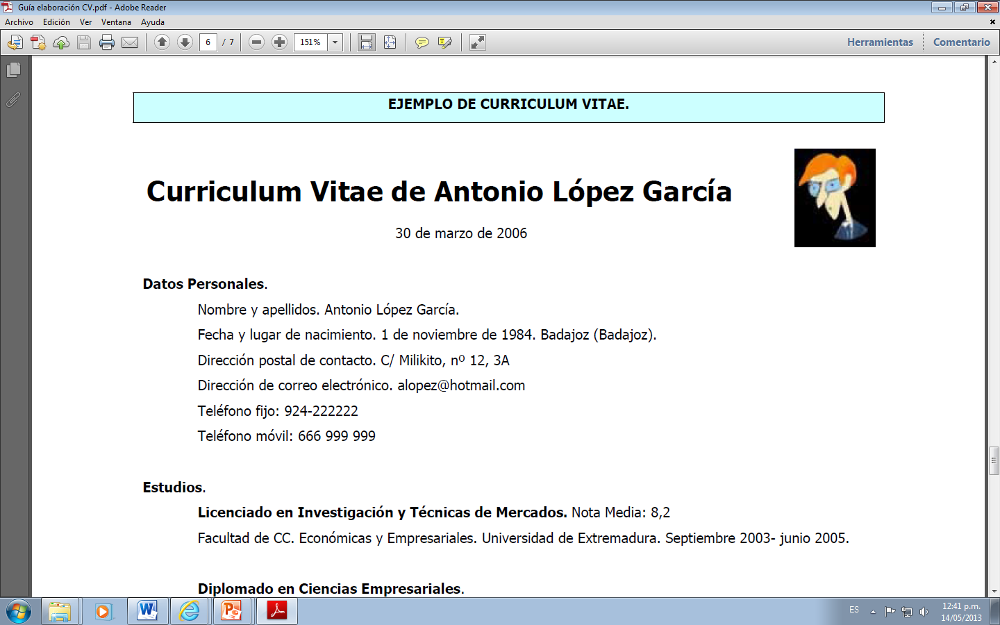 Guía elaboración CV.pdf - Adobe Reader
Archivo Edición Ver Ventana Ayuda
6 / 7 151% Herramientas Comentario
EJEMPLO DE CURRICULUM VITAE.
Curriculum Vitae de Antonio López García
30 de marzo de 2006
Datos Personales.
Nombre y apellidos. Antonio López García.
Fecha y lugar de nacimiento. 1 de noviembre de 1984. Badajoz (Badajoz).
Dirección postal de contacto. C/ Milikito, nº 12, 3A
Dirección de correo electrónico. alopez@hotmail.com
Teléfono fijo: 924-222222
Teléfono móvil: 666 999 999
Estudios.
Licenciado en Investigación y Técnicas de Mercados. Nota Media: 8,2
Facultad de CC. Económicas y Empresariales. Universidad de Extremadura. Septiembre 2003- junio 2005.
Diplomado en Ciencias Empresariales.
ES 12:41 p.m.
14/05/2013